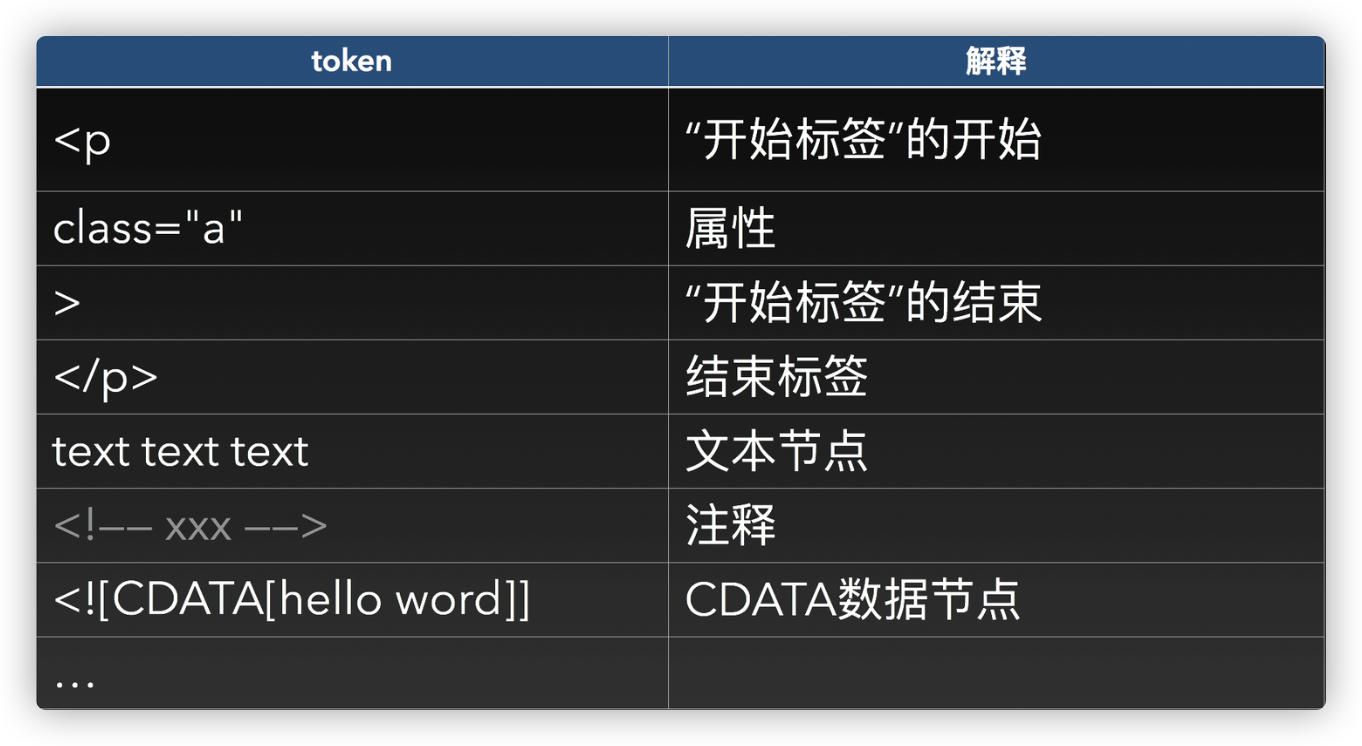 token 解释
<p “开始标签”的开始
class="a" 属性
> “开始标签”的结束
</p> 结束标签
text text text 文本节点
<!–– xxx ––> 注释
<![CDATA[hello word]] CDATA数据节点
…